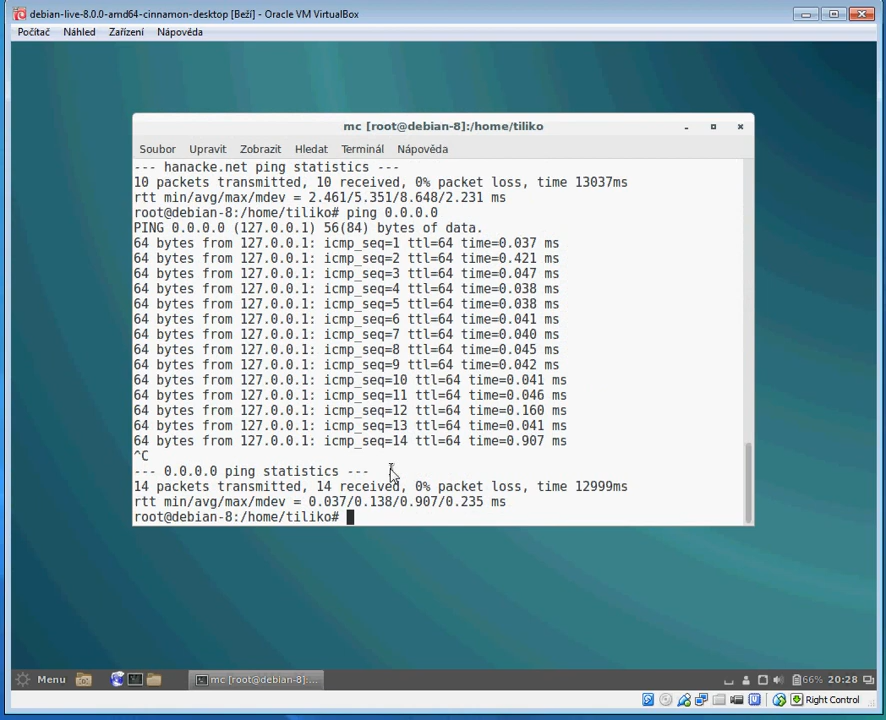 debian-live-8.0.0-amd64-cinnamon-desktop [Beží] - Oracle VM VirtualBox
Počítač Náhled Zařízení Nápověda
mc [root@debian-8]:/home/tiliko
Soubor Upravit Zobrazit Hledat Terminál Nápověda
--- hanacke.net ping statistics ---
10 packets transmitted, 10 received, 0% packet loss, time 13037ms
rtt min/avg/max/mdev = 2.461/5.351/8.648/2.231 ms
root@debian-8:/home/tiliko# ping 0.0.0.0
PING 0.0.0.0 (127.0.0.1) 56(84) bytes of data.
64 bytes from 127.0.0.1: icmp_seq=1 ttl=64 time=0.037 ms
64 bytes from 127.0.0.1: icmp_seq=2 ttl=64 time=0.421 ms
64 bytes from 127.0.0.1: icmp_seq=3 ttl=64 time=0.047 ms
64 bytes from 127.0.0.1: icmp_seq=4 ttl=64 time=0.038 ms
64 bytes from 127.0.0.1: icmp_seq=5 ttl=64 time=0.038 ms
64 bytes from 127.0.0.1: icmp_seq=6 ttl=64 time=0.041 ms
64 bytes from 127.0.0.1: icmp_seq=7 ttl=64 time=0.040 ms
64 bytes from 127.0.0.1: icmp_seq=8 ttl=64 time=0.045 ms
64 bytes from 127.0.0.1: icmp_seq=9 ttl=64 time=0.042 ms
64 bytes from 127.0.0.1: icmp_seq=10 ttl=64 time=0.041 ms
64 bytes from 127.0.0.1: icmp_seq=11 ttl=64 time=0.046 ms
64 bytes from 127.0.0.1: icmp_seq=12 ttl=64 time=0.160 ms
64 bytes from 127.0.0.1: icmp_seq=13 ttl=64 time=0.041 ms
64 bytes from 127.0.0.1: icmp_seq=14 ttl=64 time=0.907 ms
^C
--- 0.0.0.0 ping statistics ---
14 packets transmitted, 14 received, 0% packet loss, time 12999ms
rtt min/avg/max/mdev = 0.037/0.138/0.907/0.235 ms
root@debian-8:/home/tiliko#
Menu mc [root@debian-8]:... 66% 20:28
Right Control